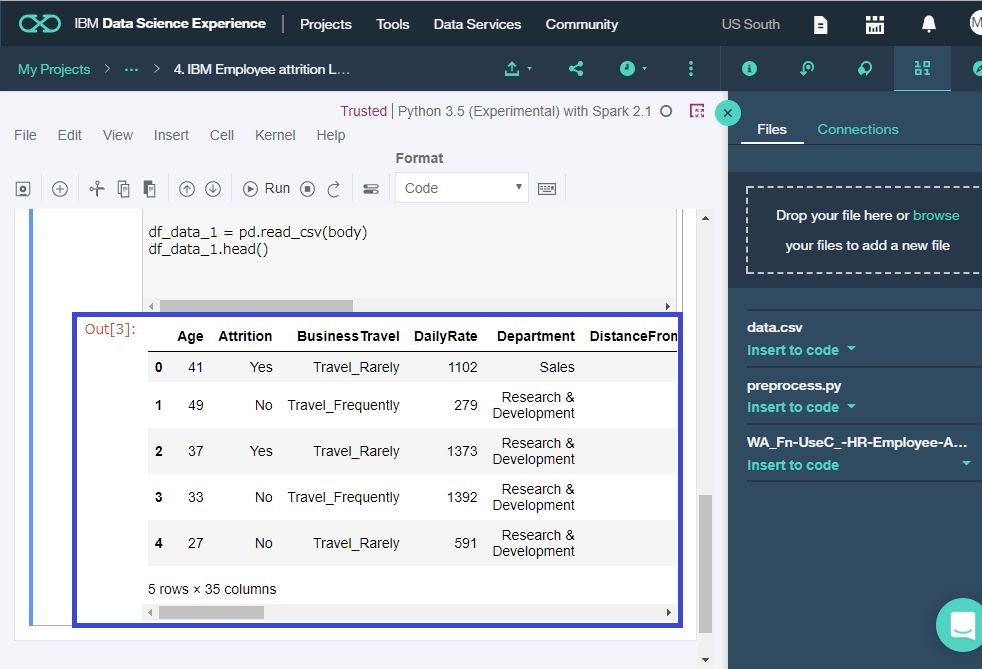 IBM Data Science Experience | Projects Tools Data Services Community US South
My Projects > ... > 4. IBM Employee attrition L...
Trusted | Python 3.5 (Experimental) with Spark 2.1
File Edit View Insert Cell Kernel Help
Format
Run Code
df_data_1 = pd.read_csv(body)
df_data_1.head()
Out[3]:
Age Attrition BusinessTravel DailyRate Department DistanceFrom
0 41 Yes Travel_Rarely 1102 Sales
1 49 No Travel_Frequently 279 Research &
Development
2 37 Yes Travel_Rarely 1373 Research &
Development
3 33 No Travel_Frequently 1392 Research &
Development
4 27 No Travel_Rarely 591 Research &
Development
5 rows × 35 columns
Files Connections
Drop your file here or browse
your files to add a new file
data.csv
Insert to code
preprocess.py
Insert to code
WA_Fn-UseC_-HR-Employee-A...
Insert to code